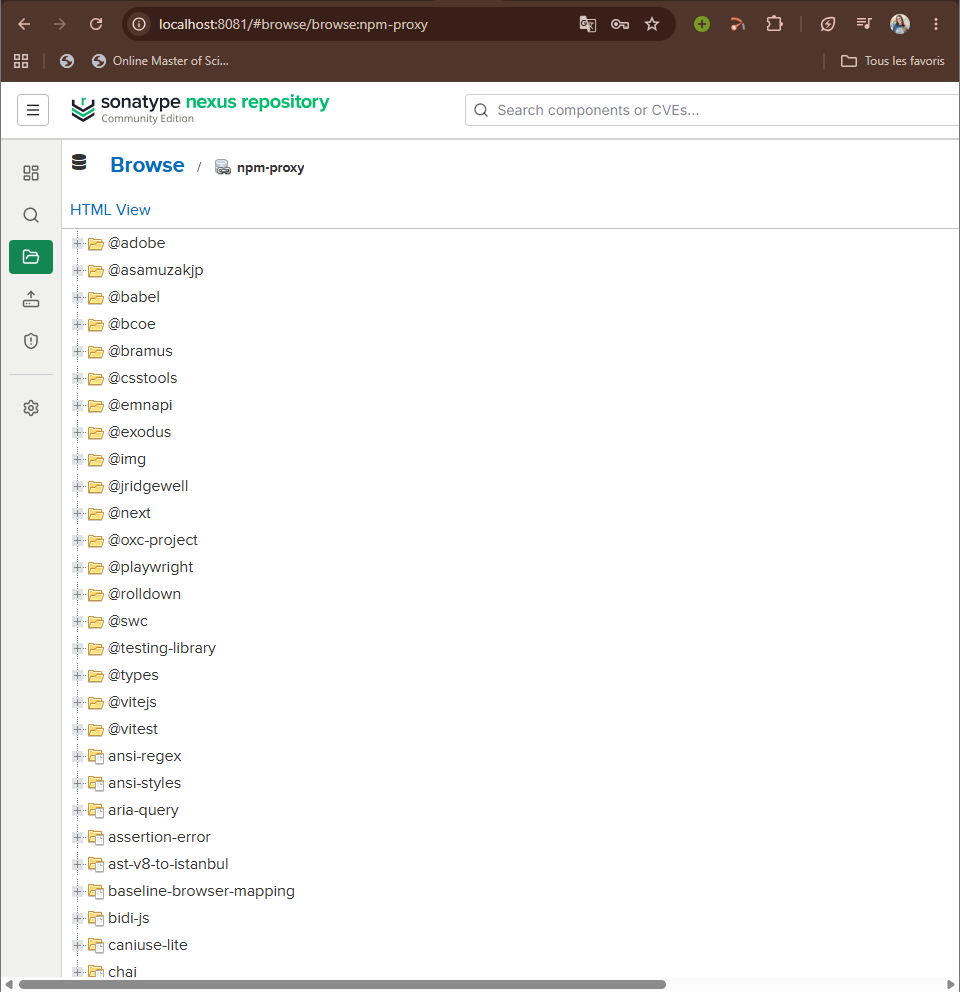 localhost:8081/#browse/browse:npm-proxy
Online Master of Sci...
Tous les favoris
sonatype nexus repository
Community Edition
Search components or CVEs...
Browse / npm-proxy
HTML View
@adobe
@asamuzakjp
@babel
@bcoe
@bramus
@csstools
@emnapi
@exodus
@img
@jridgewell
@next
@oxc-project
@playwright
@rolldown
@swc
@testing-library
@types
@vitejs
@vitest
ansi-regex
ansi-styles
aria-query
assertion-error
ast-v8-to-istanbul
baseline-browser-mapping
bidi-js
caniuse-lite
chai